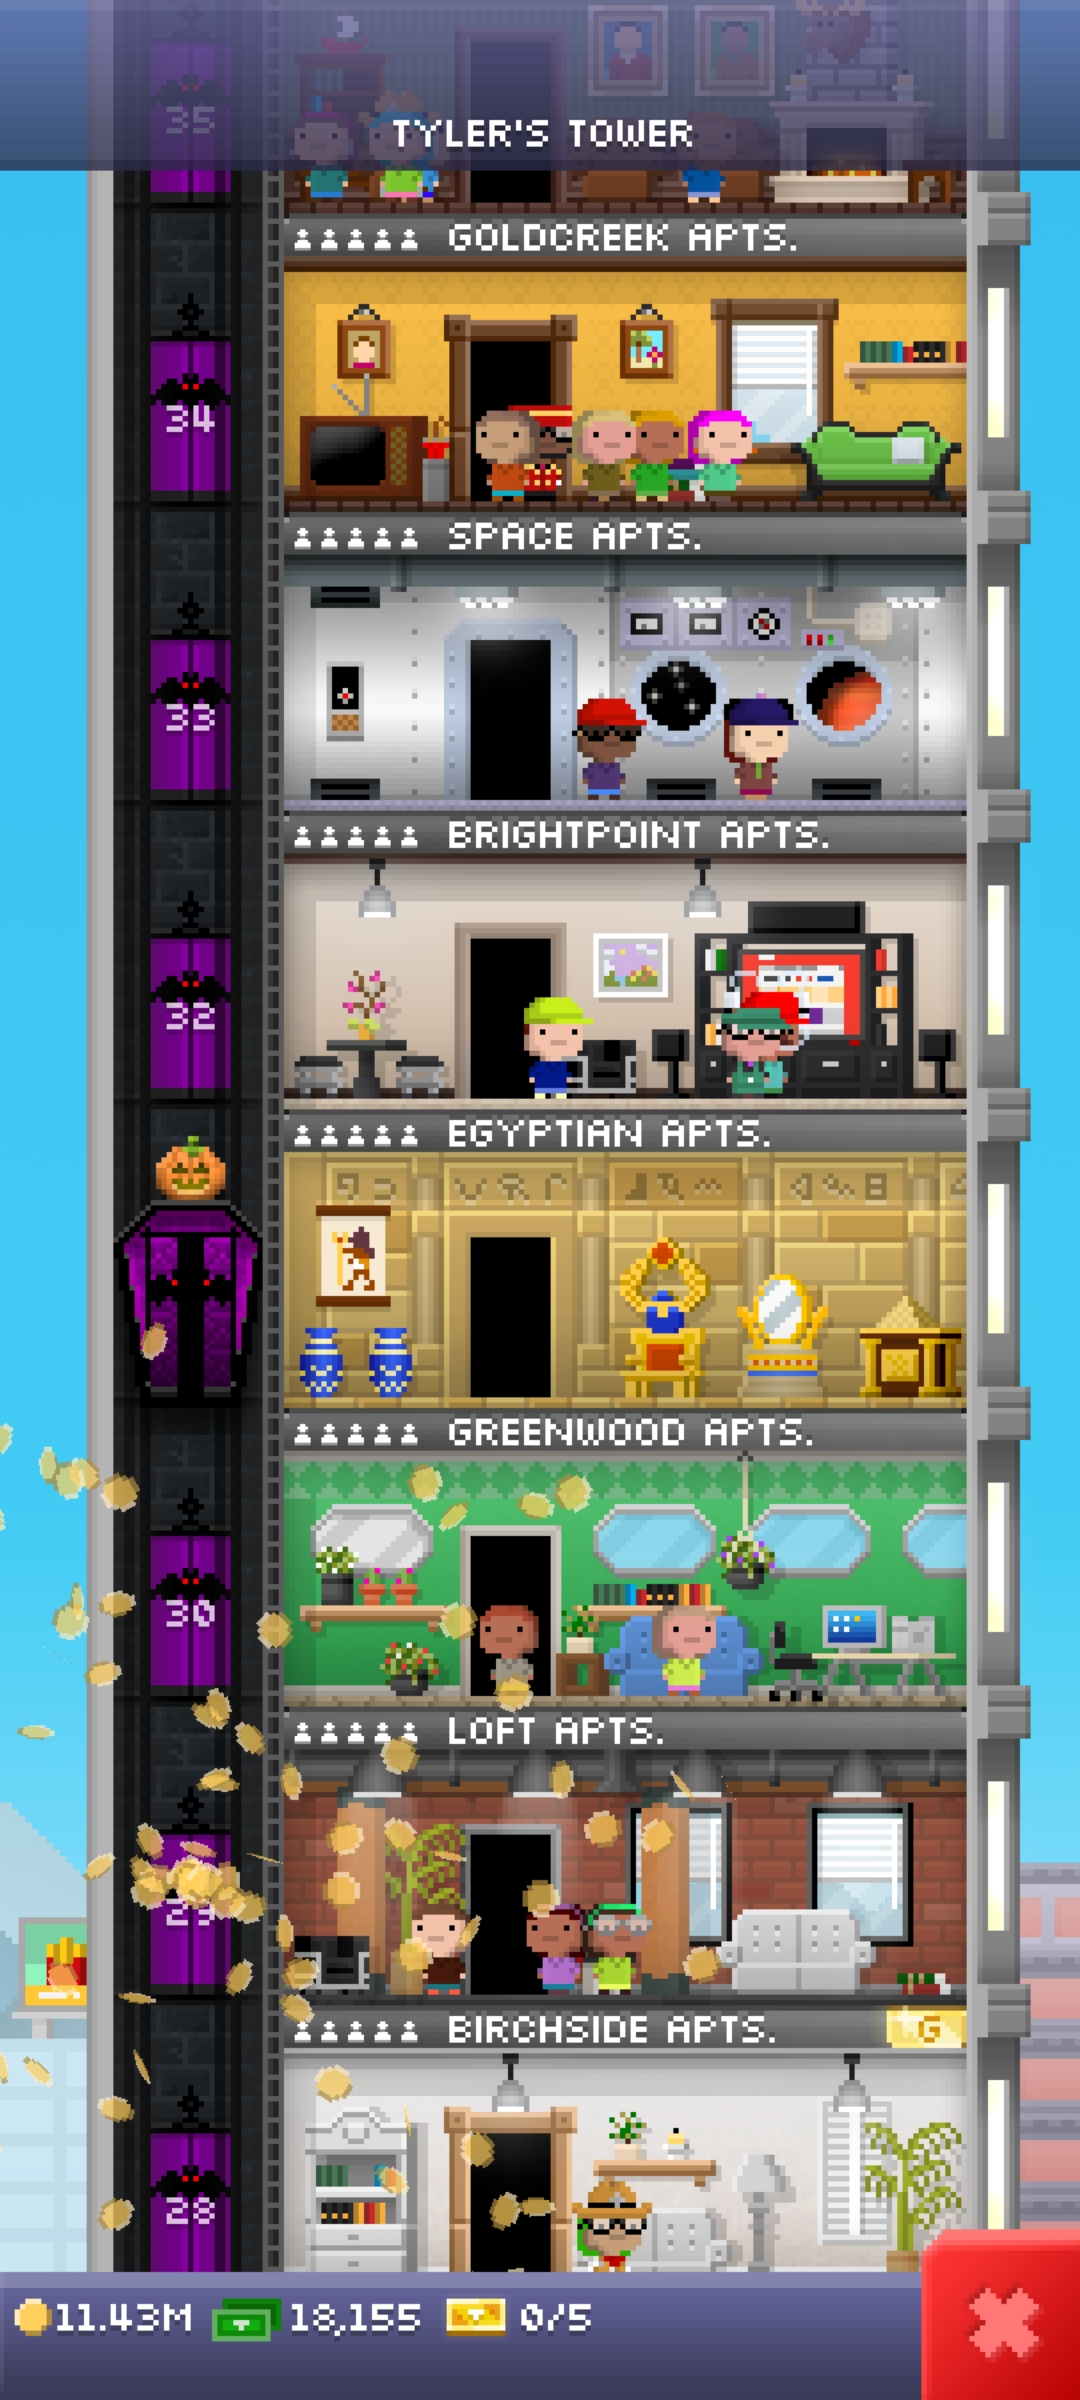 35
TYLER'S TOWER
GOLDCREEK APTS.
34
SPACE APTS.
33
BRIGHTPOINT APTS.
32
EGYPTIAN APTS.
GREENWOOD APTS.
30
LOFT APTS.
29
BIRCHSIDE APTS. G
28
11.43M 18,155 0/5